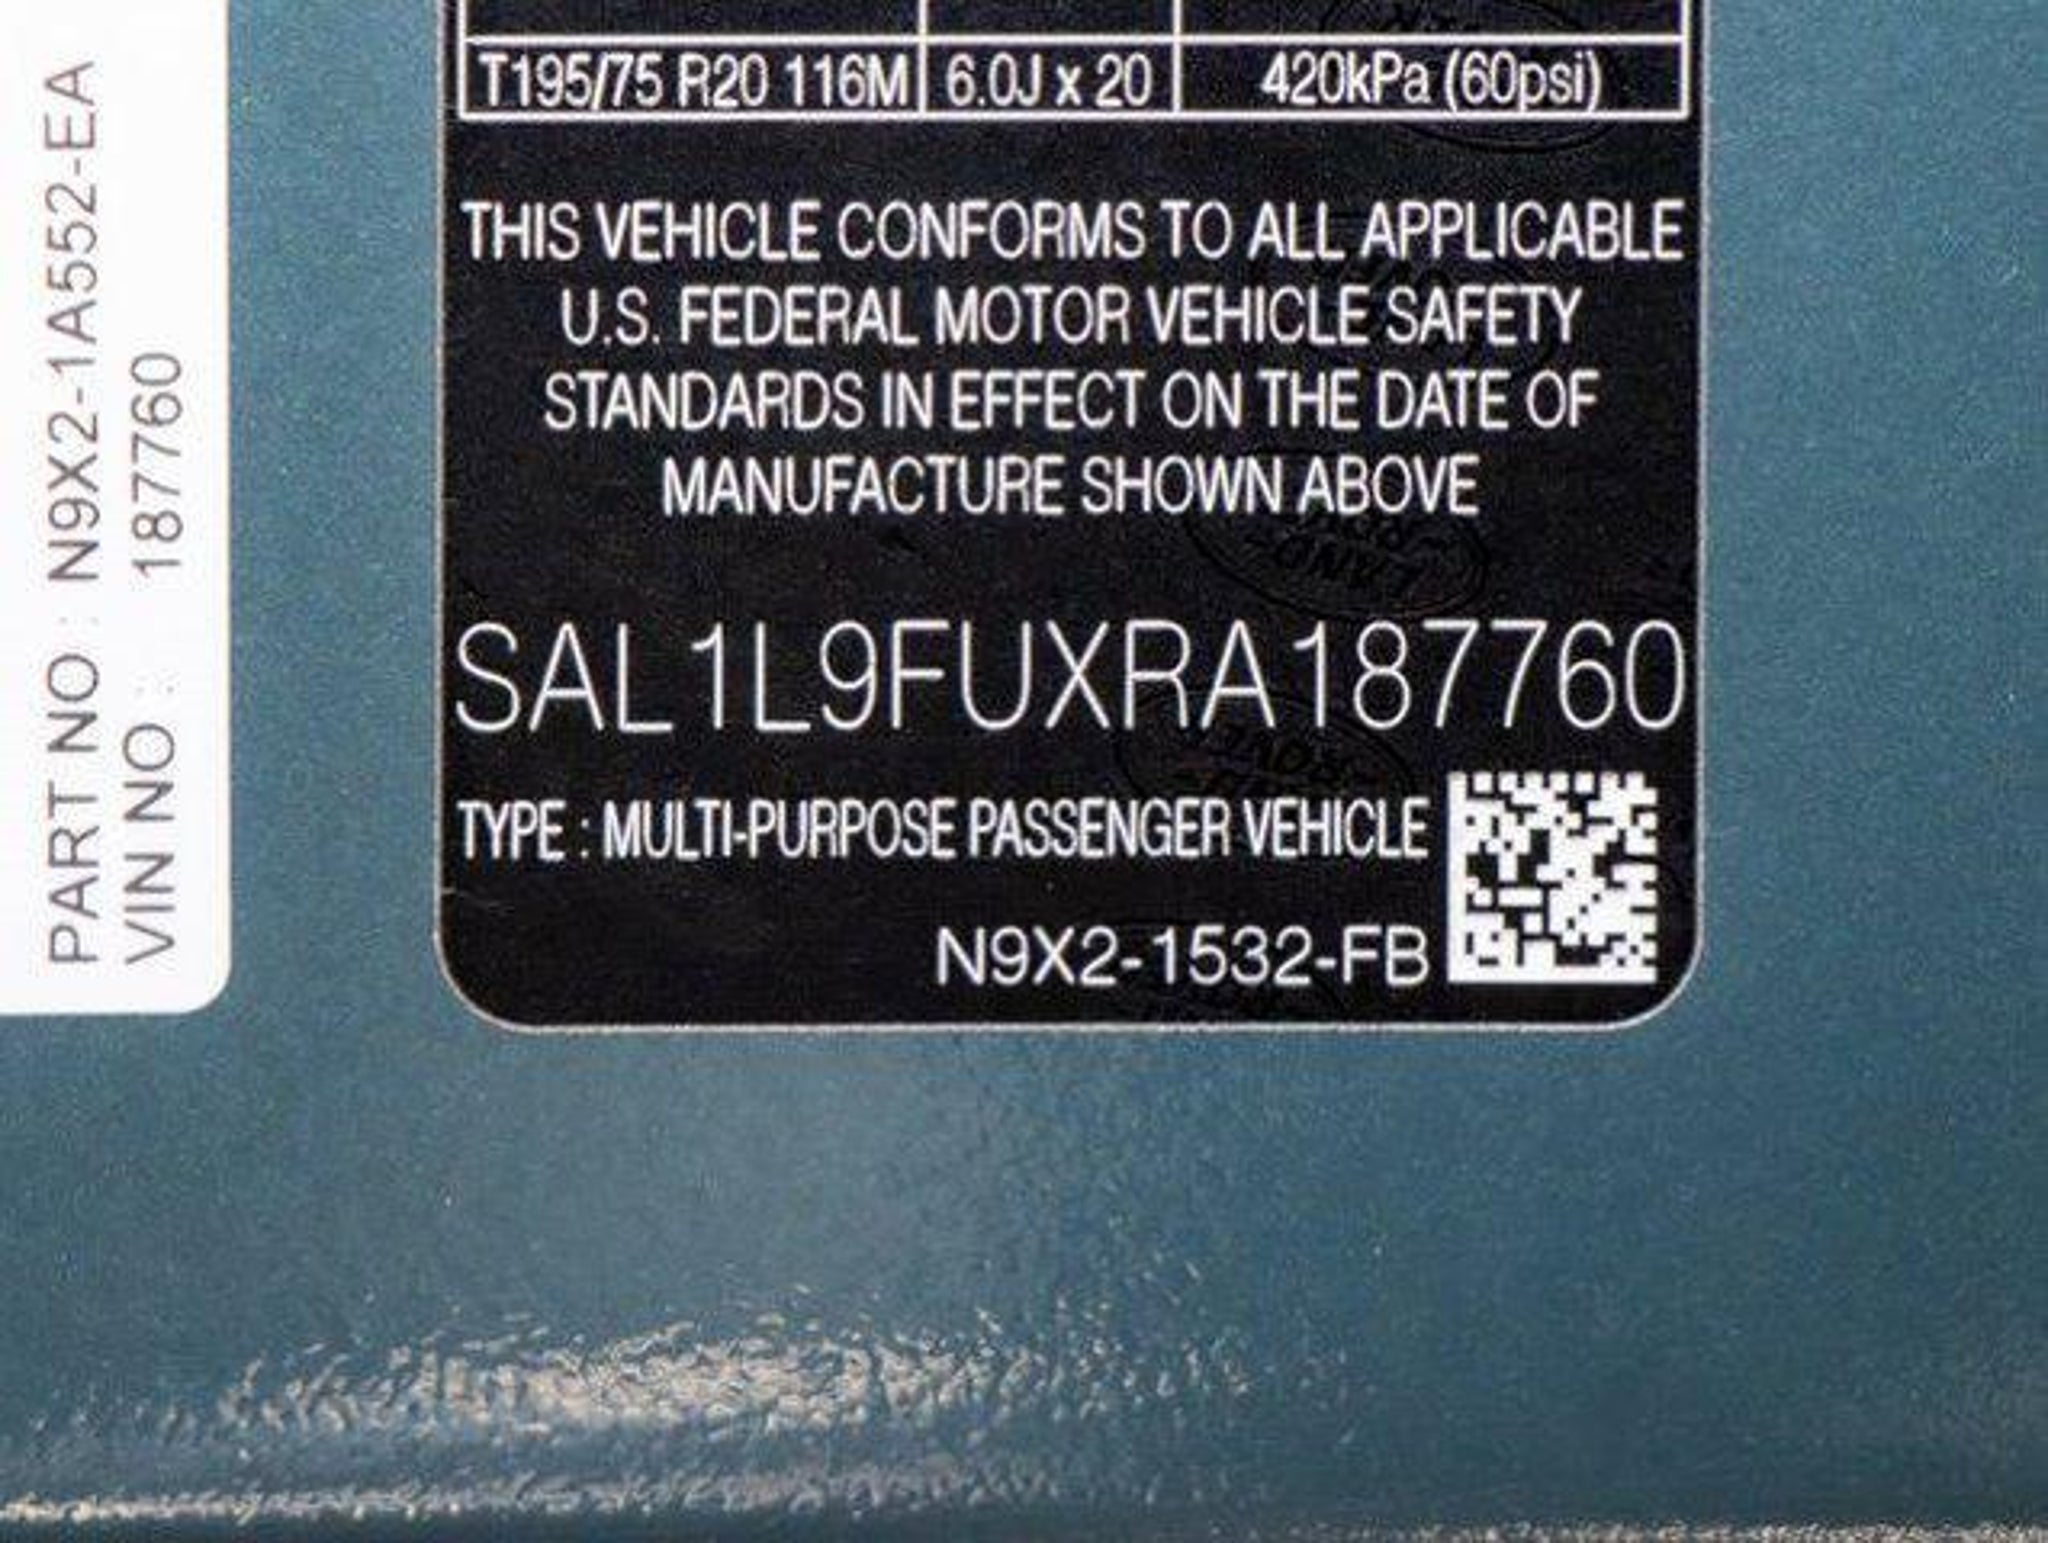 T195/75 R20 116M 6.0J x 20 420kPa (60psi)
THIS VEHICLE CONFORMS TO ALL APPLICABLE
U.S. FEDERAL MOTOR VEHICLE SAFETY
STANDARDS IN EFFECT ON THE DATE OF
MANUFACTURE SHOWN ABOVE
SAL1L9FUXRA187760
TYPE : MULTI-PURPOSE PASSENGER VEHICLE
N9X2-1532-FB
PART NO : N9X2-1A552-EA
VIN NO : 187760
LAND-
-ROVER